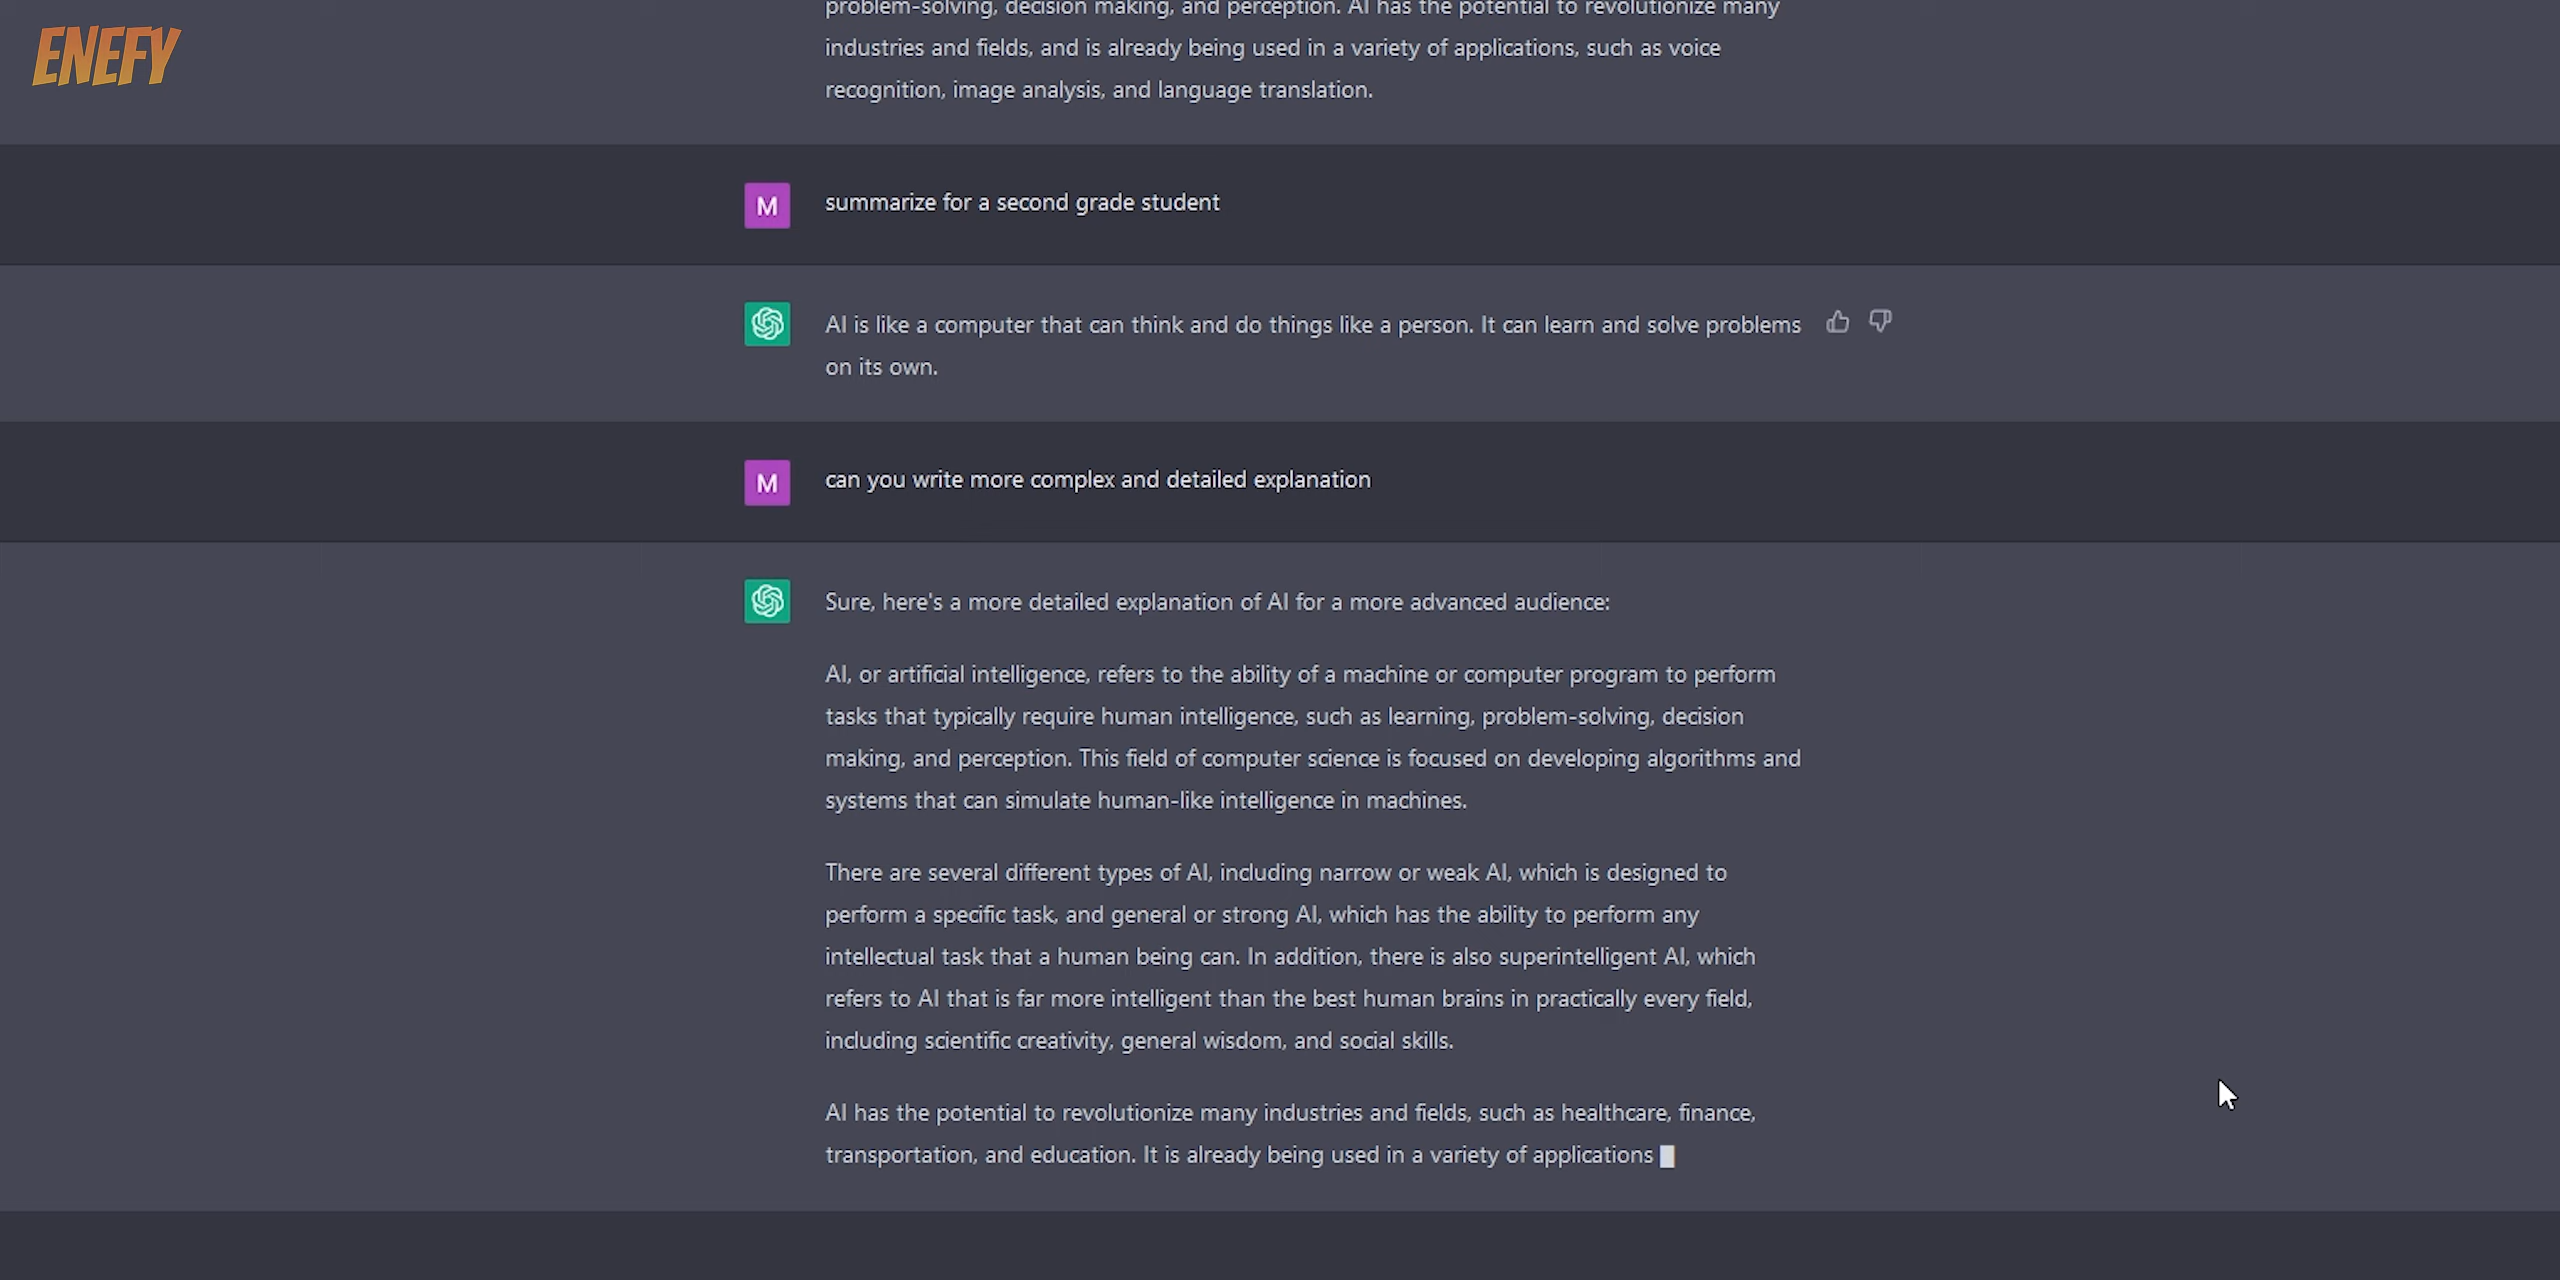 ENEFY
problem-solving, decision making, and perception. AI has the potential to revolutionize many
industries and fields, and is already being used in a variety of applications, such as voice
recognition, image analysis, and language translation.
M
summarize for a second grade student
AI is like a computer that can think and do things like a person. It can learn and solve problems
on its own.
M
can you write more complex and detailed explanation
Sure, here's a more detailed explanation of AI for a more advanced audience:
AI, or artificial intelligence, refers to the ability of a machine or computer program to perform
tasks that typically require human intelligence, such as learning, problem-solving, decision
making, and perception. This field of computer science is focused on developing algorithms and
systems that can simulate human-like intelligence in machines.
There are several different types of AI, including narrow or weak AI, which is designed to
perform a specific task, and general or strong AI, which has the ability to perform any
intellectual task that a human being can. In addition, there is also superintelligent AI, which
refers to AI that is far more intelligent than the best human brains in practically every field,
including scientific creativity, general wisdom, and social skills.
AI has the potential to revolutionize many industries and fields, such as healthcare, finance,
transportation, and education. It is already being used in a variety of applications